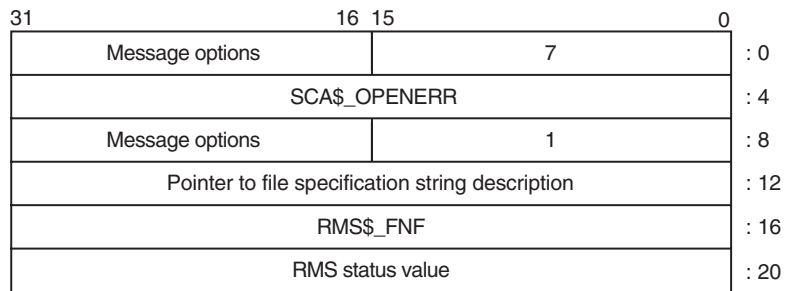 31 16 15 0
Message options 7 : 0
SCA$_OPENERR : 4
Message options 1 : 8
Pointer to file specification string description : 12
RMS$_FNF : 16
RMS status value : 20